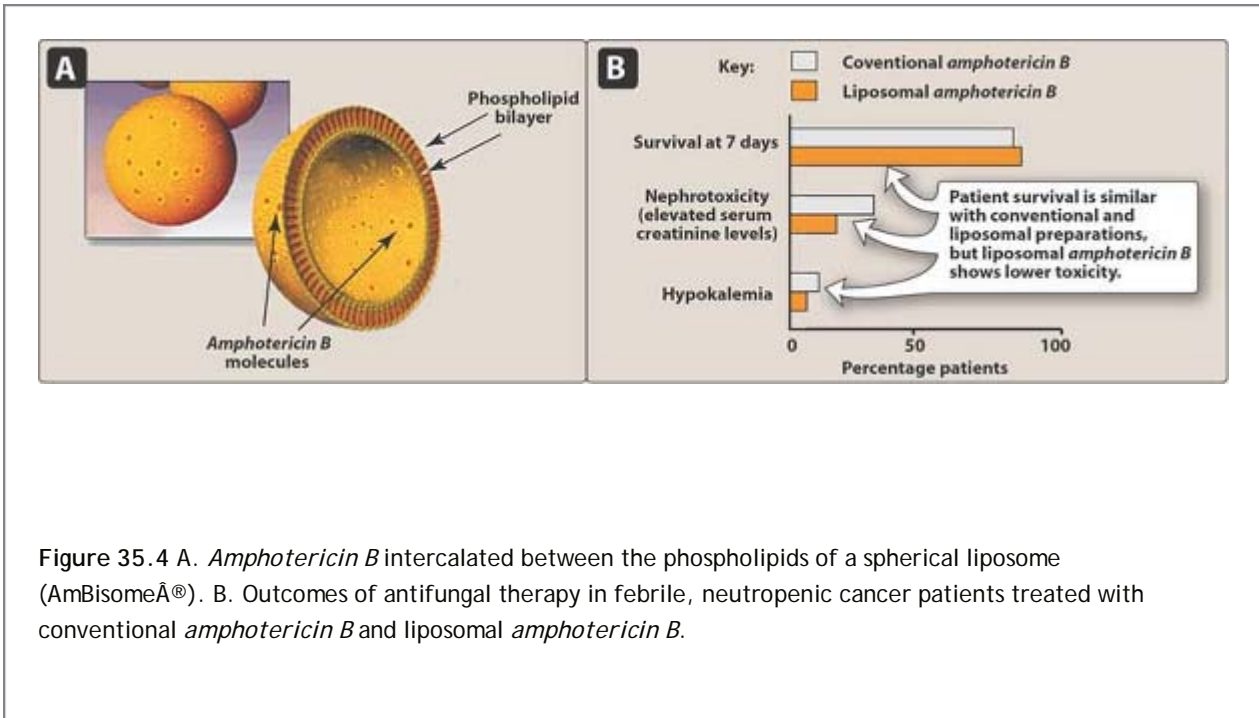 A
Phospholipid
bilayer
Amphotericin B
molecules
B
Key:
Coventional amphotericin B
Liposomal amphotericin B
Survival at 7 days
Nephrotoxicity
(elevated serum
creatinine levels)
Hypokalemia
Patient survival is similar
with conventional and
liposomal preparations,
but liposomal amphotericin B
shows lower toxicity.
0 50 100
Percentage patients
Figure 35.4 A. Amphotericin B intercalated between the phospholipids of a spherical liposome
(AmBisomeÂ®). B. Outcomes of antifungal therapy in febrile, neutropenic cancer patients treated with
conventional amphotericin B and liposomal amphotericin B.